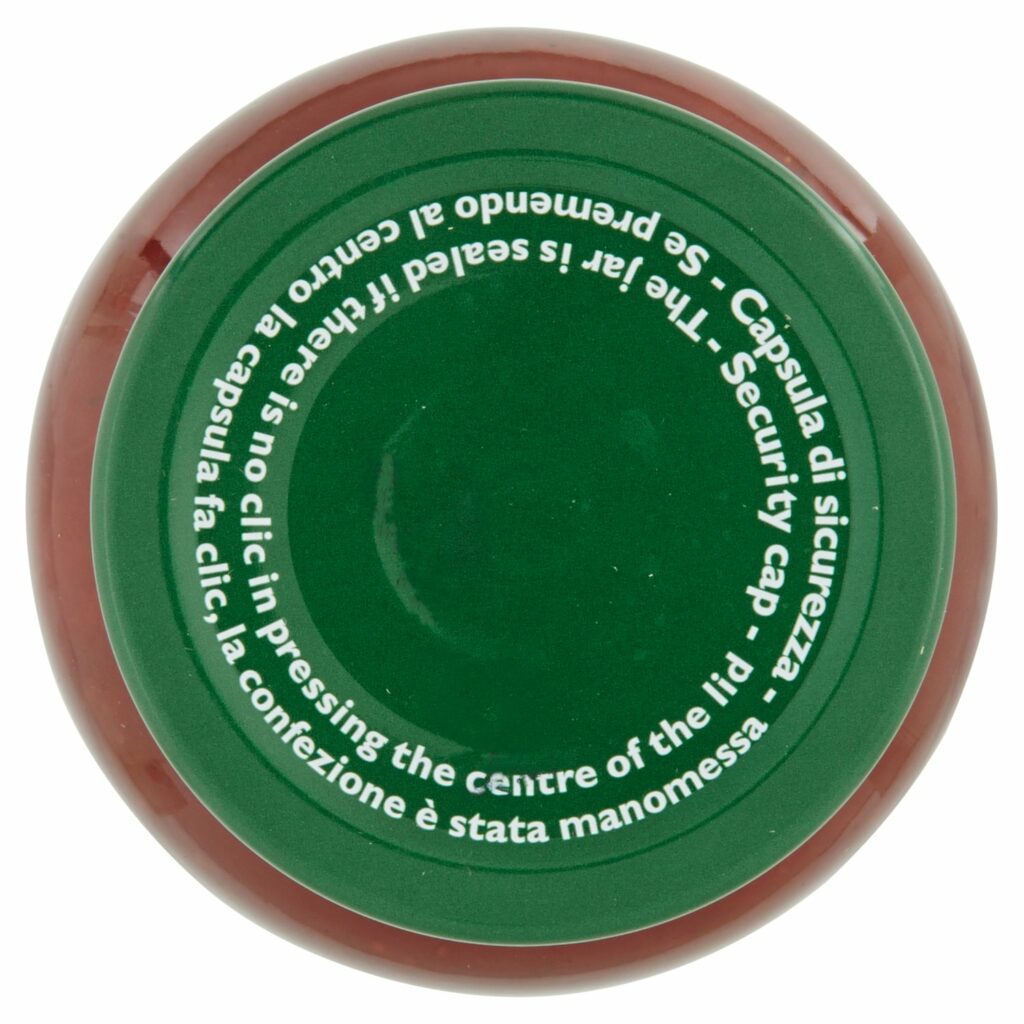 Capsula di sicurezza - Se premendo al centro la capsula fa clic, la confezione è stata manomessa -
Security cap - The jar is sealed if there is no clic in pressing the centre of the lid -